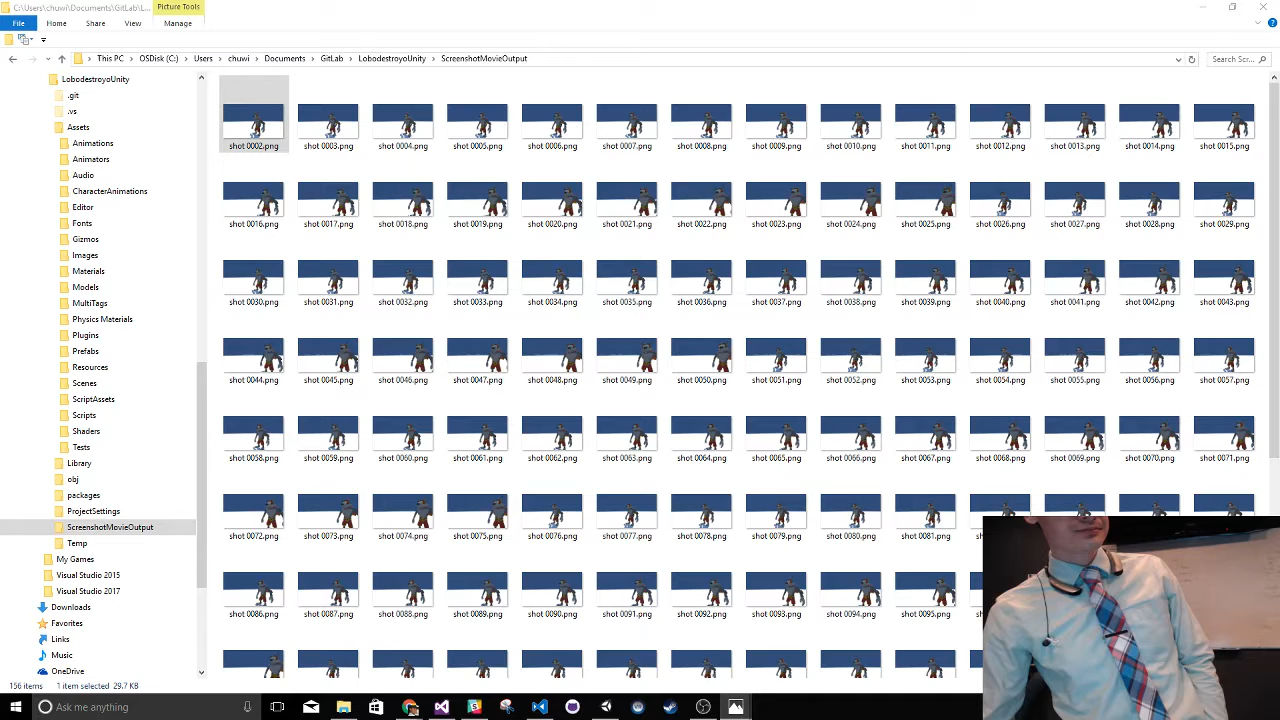 C:\Users\chuwi\Documents\GitLab\L...
Picture Tools
File
Home
Share
View
Manage
This PC
OSDisk (C:)
Users
chuwi
Documents
GitLab
LobodestroyoUnity
ScreenshotMovieOutput
Search Scr...
LobodestroyoUnity
.git
.vs
Assets
Animations
Animators
Audio
CharacterAnimations
Editor
Fonts
Gizmos
Images
Materials
Models
MultiTags
Physics Materials
Plugins
Prefabs
Resources
Scenes
ScriptAssets
Scripts
Shaders
Tests
Library
obj
packages
ProjectSettings
ScreenshotMovieOutput
Temp
My Games
Visual Studio 2015
Visual Studio 2017
Downloads
Favorites
Links
Music
OneDrive
shot 0002.png shot 0003.png shot 0004.png shot 0005.png shot 0006.png shot 0007.png shot 0008.png shot 0009.png shot 0010.png shot 0011.png shot 0012.png shot 0013.png shot 0014.png shot 0015.png
shot 0016.png shot 0017.png shot 0018.png shot 0019.png shot 0020.png shot 0021.png shot 0022.png shot 0023.png shot 0024.png shot 0025.png shot 0026.png shot 0027.png shot 0028.png shot 0029.png
shot 0030.png shot 0031.png shot 0032.png shot 0033.png shot 0034.png shot 0035.png shot 0036.png shot 0037.png shot 0038.png shot 0039.png shot 0040.png shot 0041.png shot 0042.png shot 0043.png
shot 0044.png shot 0045.png shot 0046.png shot 0047.png shot 0048.png shot 0049.png shot 0050.png shot 0051.png shot 0052.png shot 0053.png shot 0054.png shot 0055.png shot 0056.png shot 0057.png
shot 0058.png shot 0059.png shot 0060.png shot 0061.png shot 0062.png shot 0063.png shot 0064.png shot 0065.png shot 0066.png shot 0067.png shot 0068.png shot 0069.png shot 0070.png shot 0071.png
shot 0072.png shot 0073.png shot 0074.png shot 0075.png shot 0076.png shot 0077.png shot 0078.png shot 0079.png shot 0080.png shot 0081.png
shot 0086.png shot 0087.png shot 0088.png shot 0089.png shot 0090.png shot 0091.png shot 0092.png shot 0093.png shot 0094.png shot 0095.png
156 items 1 item selected 29.7 KB
Ask me anything